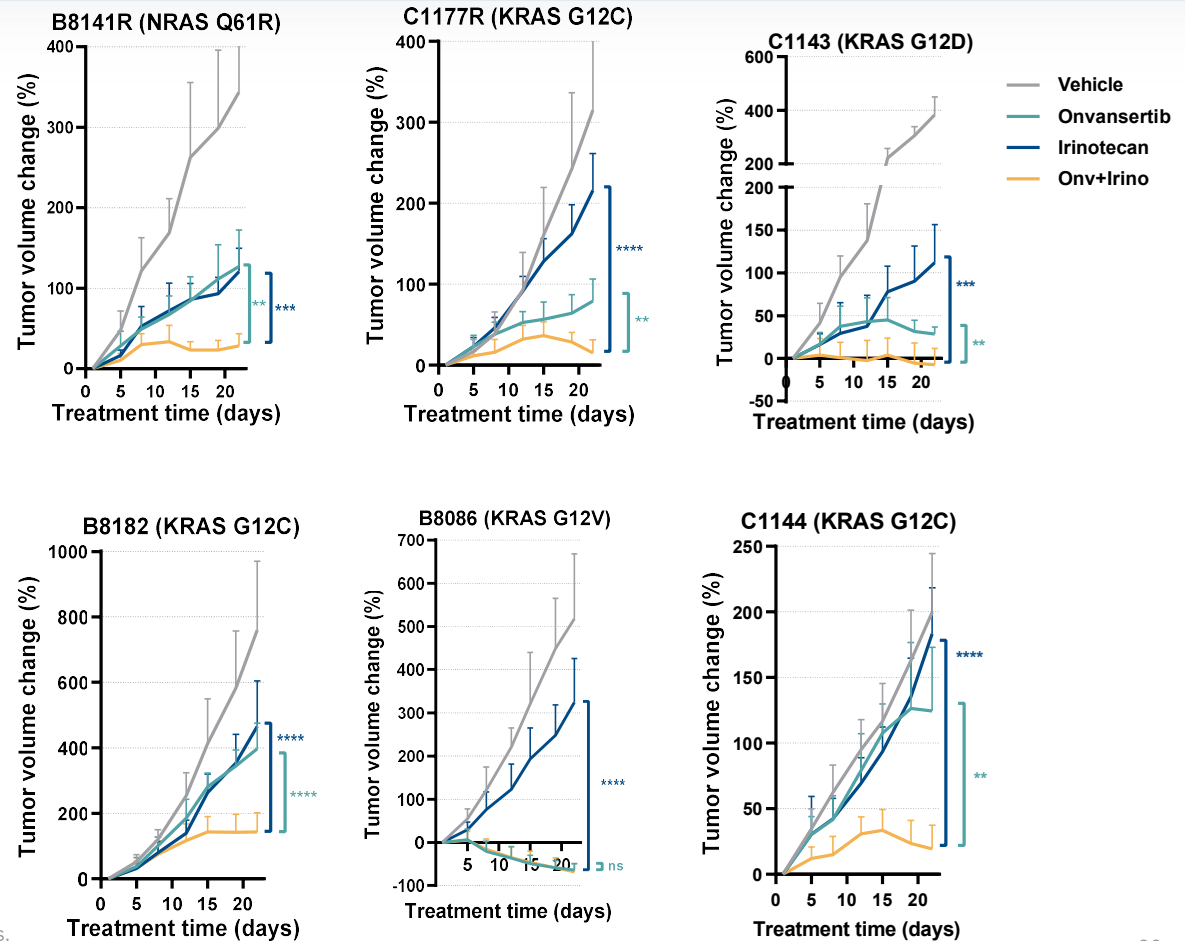 B8141R (NRAS Q61R)
Tumor volume change (%)
400
300
200
100
0
0 5 10 15 20
Treatment time (days)
**
***
C1177R (KRAS G12C)
Tumor volume change (%)
400
300
200
100
0
0 5 10 15 20
Treatment time (days)
****
**
C1143 (KRAS G12D)
Tumor volume change (%)
600
400
200
200
150
100
50
0
-50
0 5 10 15 20
Treatment time (days)
***
**
Vehicle
Onvansertib
Irinotecan
Onv+Irino
B8182 (KRAS G12C)
Tumor volume change (%)
1000
800
600
400
200
0
0 5 10 15 20
Treatment time (days)
****
****
B8086 (KRAS G12V)
Tumor volume change (%)
700
600
500
400
300
200
100
0
-100
5 10 15 20
Treatment time (days)
****
ns
C1144 (KRAS G12C)
Tumor volume change (%)
250
200
150
100
50
0
0 5 10 15 20
Treatment time (days)
****
**
s.